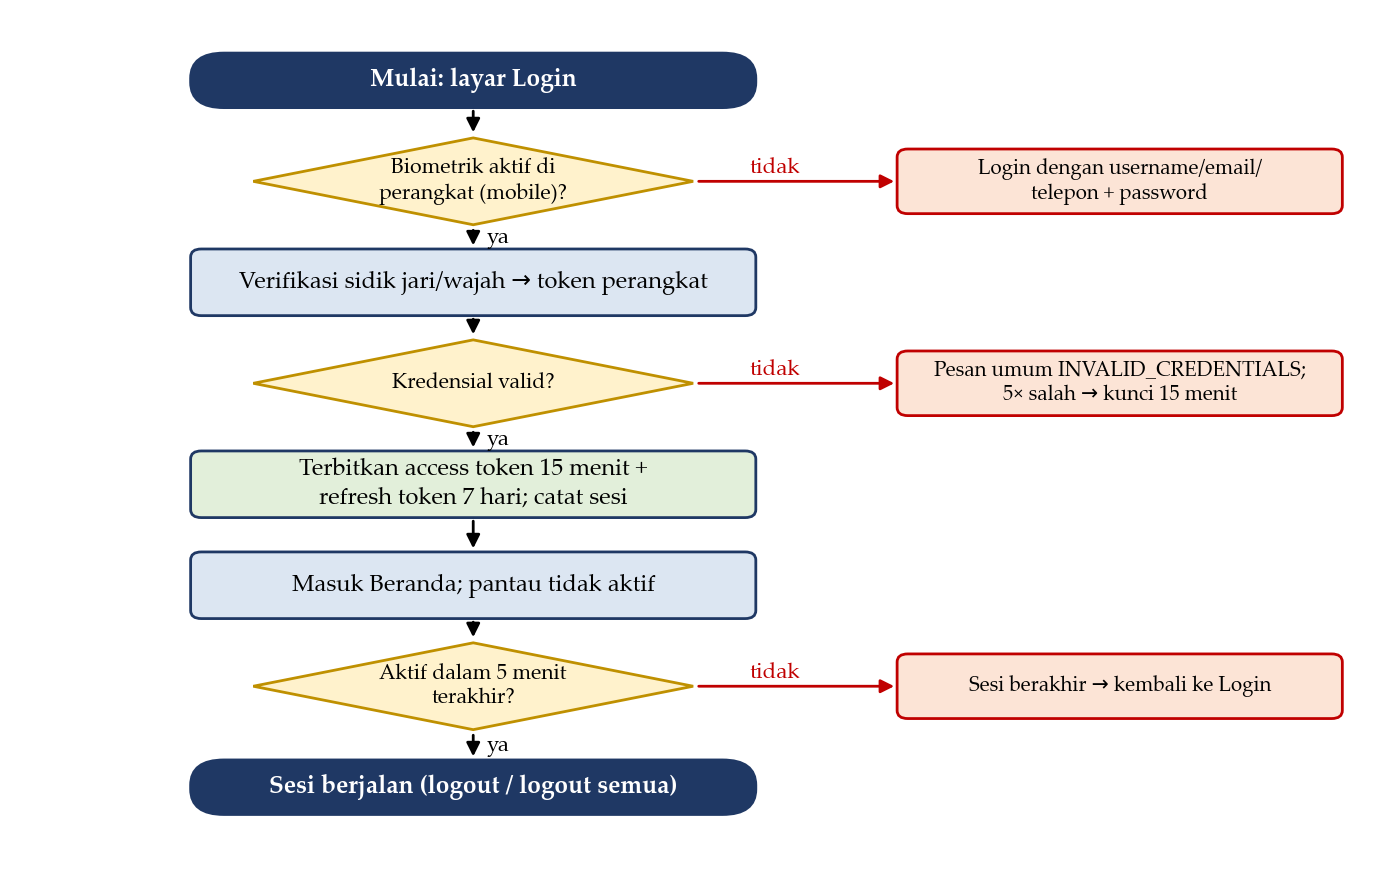 Mulai: layar Login
Biometrik aktif di
perangkat (mobile)?
tidak
Login dengan username/email/
telepon + password
ya
Verifikasi sidik jari/wajah → token perangkat
Kredensial valid?
tidak
Pesan umum INVALID_CREDENTIALS;
5× salah → kunci 15 menit
ya
Terbitkan access token 15 menit +
refresh token 7 hari; catat sesi
Masuk Beranda; pantau tidak aktif
Aktif dalam 5 menit
terakhir?
tidak
Sesi berakhir → kembali ke Login
ya
Sesi berjalan (logout / logout semua)